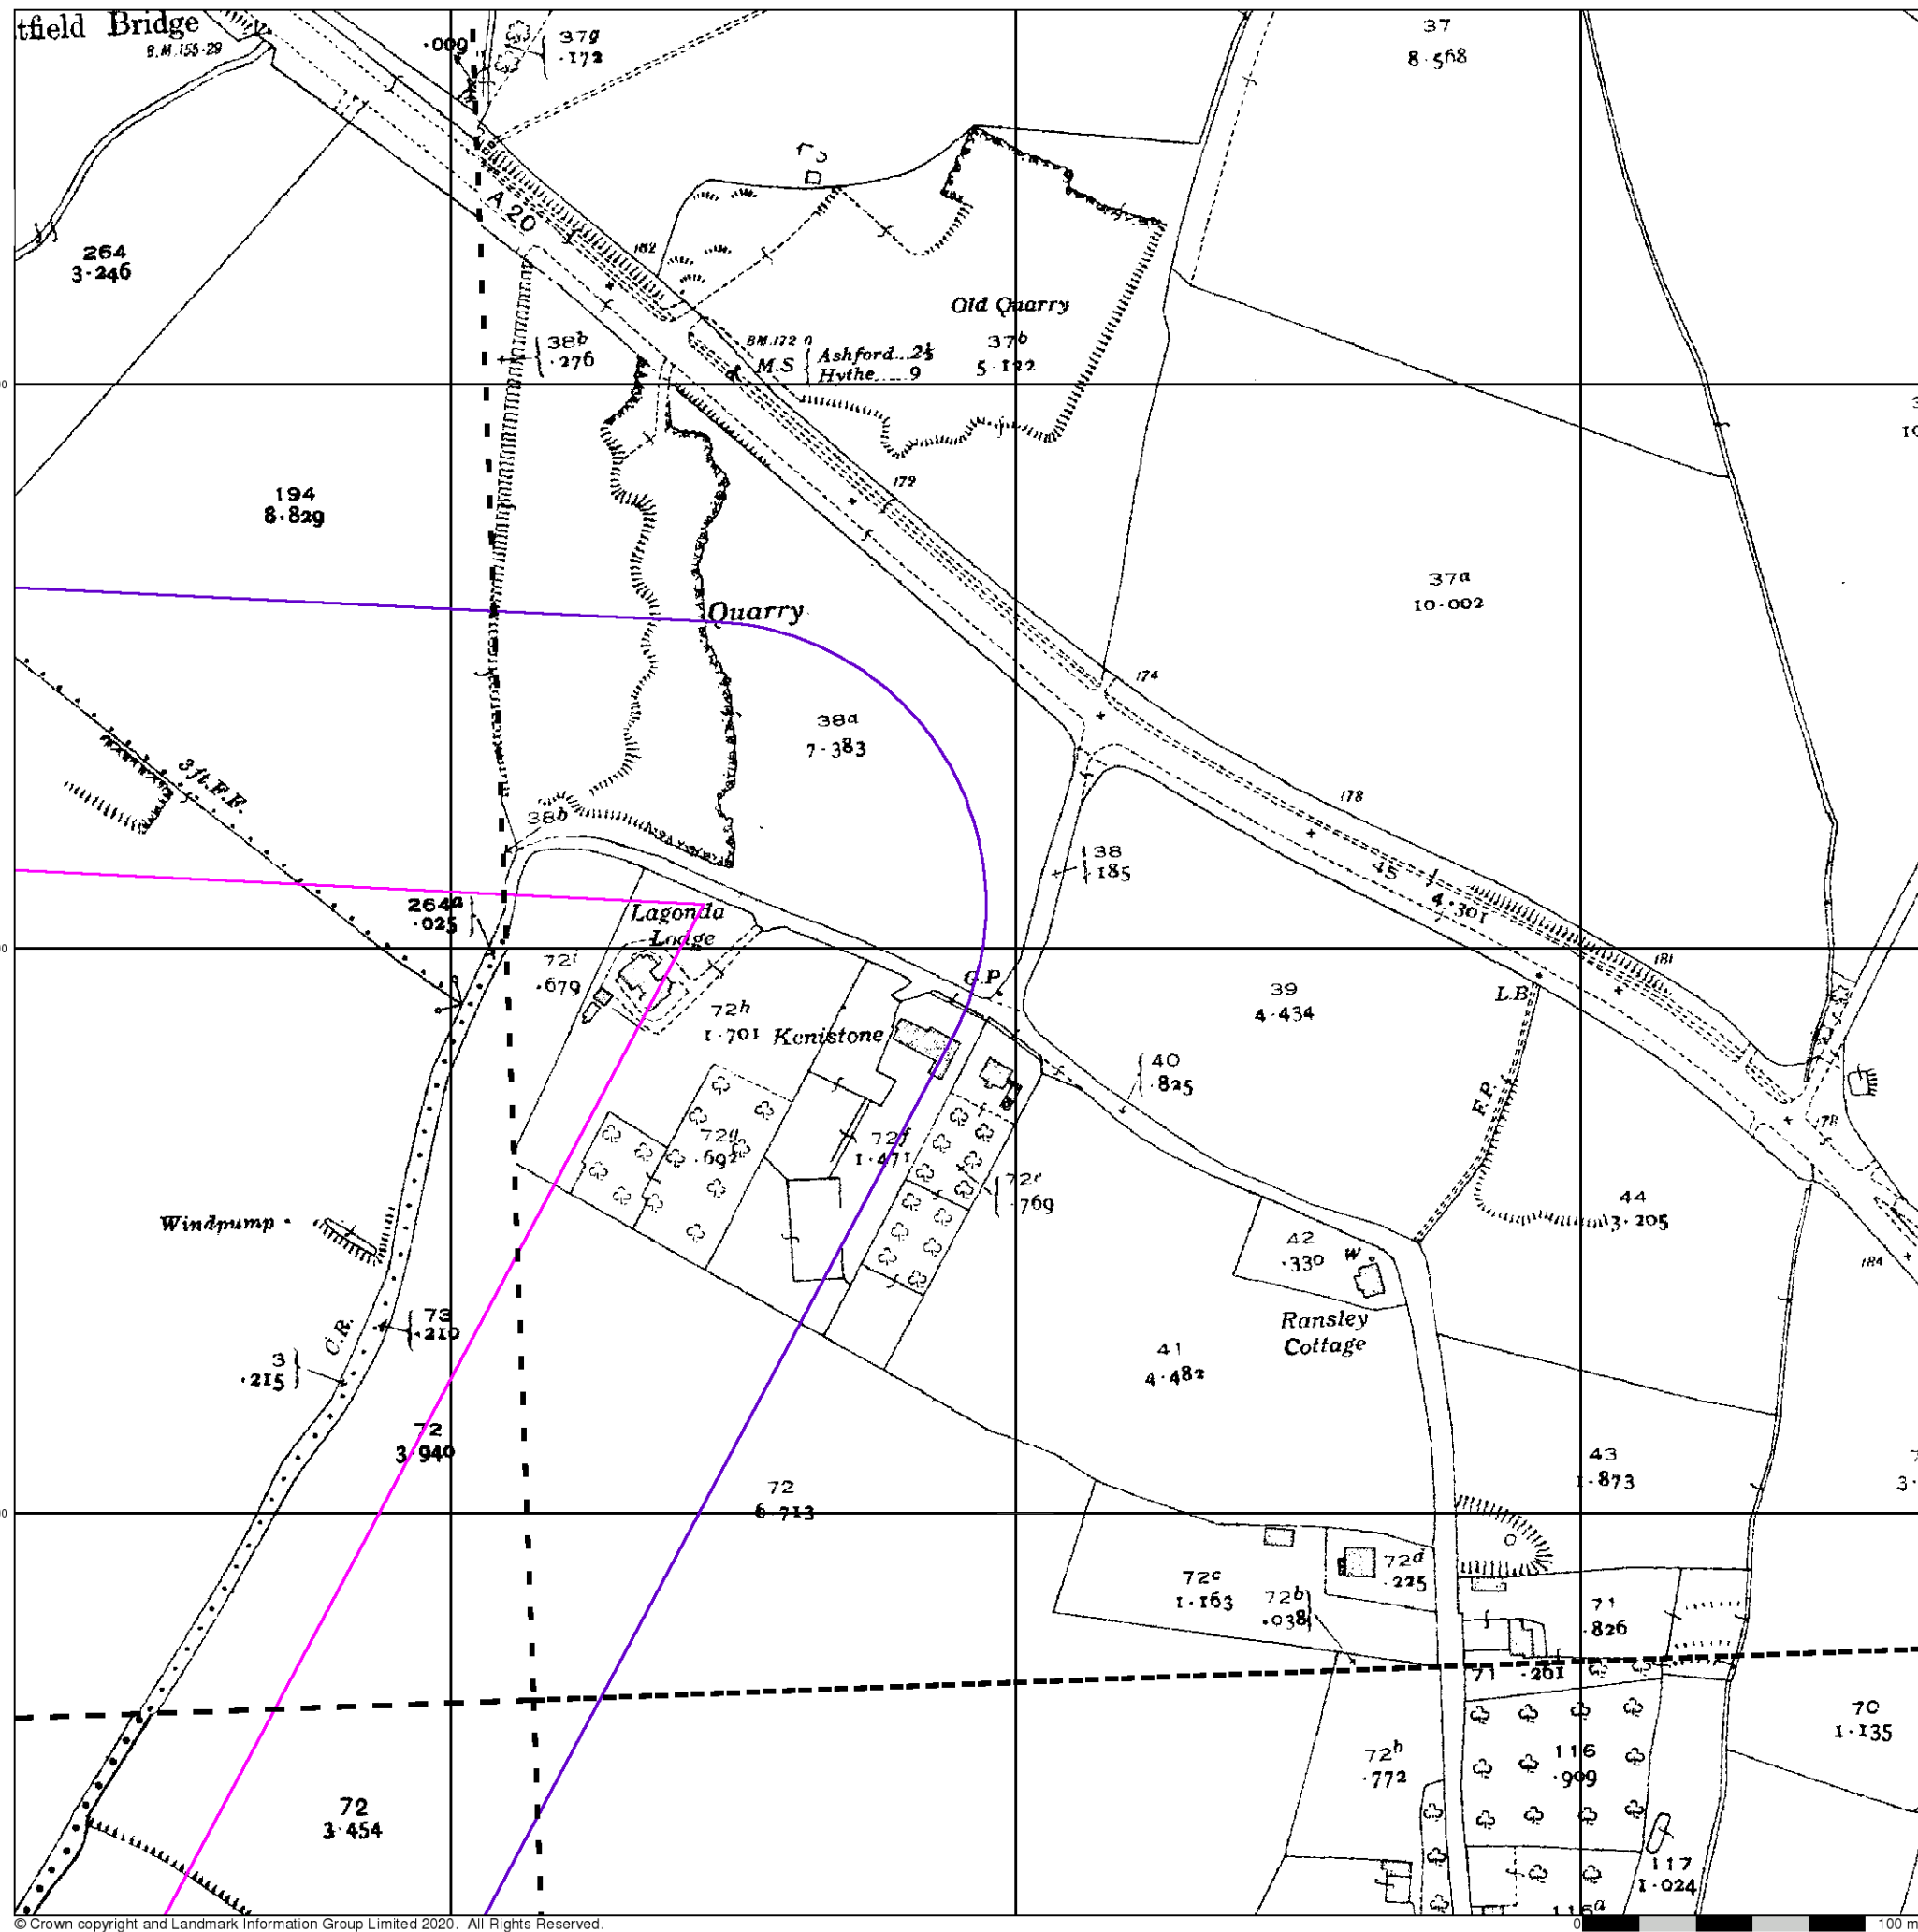 tfield Bridge
B.M.155·29
·009
37g
·172
37
8·568
A 20
162
264
3·246
Old Quarry
37b
5·122
BM.172 0
M.S
Ashford...2½
Hythe.....9
38b
·276
172
194
8·829
37a
10·002
Quarry
174
38a
7·383
3ft.F.F.
178
38b
38
·185
45
4·301
264a
·025
Lagonda
Lodge
181
72i
·679
G.P
L.B
39
4·434
72h
1·701
Kenistone
40
·825
F.P.
178
72g
·692
72f
1·471
72e
·769
44
3·205
Windpump
42
·330
W
184
Ransley
Cottage
C.R.
73
·210
3
·215
41
4·482
72
3·940
43
1·873
72
6·713
72d
·225
72c
1·163
72b
·038
71
·826
71
·201
70
1·135
72b
·772
116
·909
72
3·454
117
1·024
116a
© Crown copyright and Landmark Information Group Limited 2020. All Rights Reserved.
0
100 m